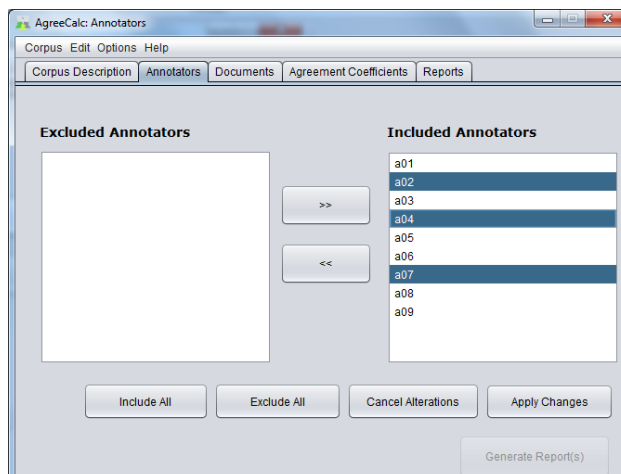 AgreeCalc: Annotators
Corpus Edit Options Help
Corpus Description Annotators Documents Agreement Coefficients Reports
Excluded Annotators Included Annotators
a01
a02
a03
>>
a04
a05
<<
a06
a07
a08
a09
Include All Exclude All Cancel Alterations Apply Changes
Generate Report(s)